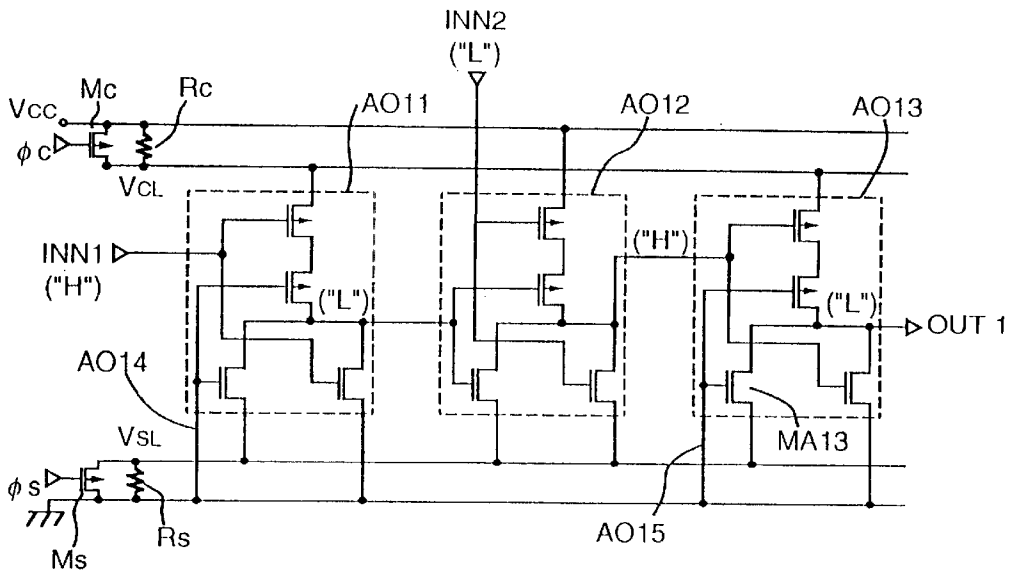 INN2
("L")
Mc
Rc
AO11
AO12
AO13
VCC
φC
VCL
INN1
("H")
("L")
("H")
("L")
OUT 1
AO14
VSL
MA13
φS
Ms
Rs
AO15